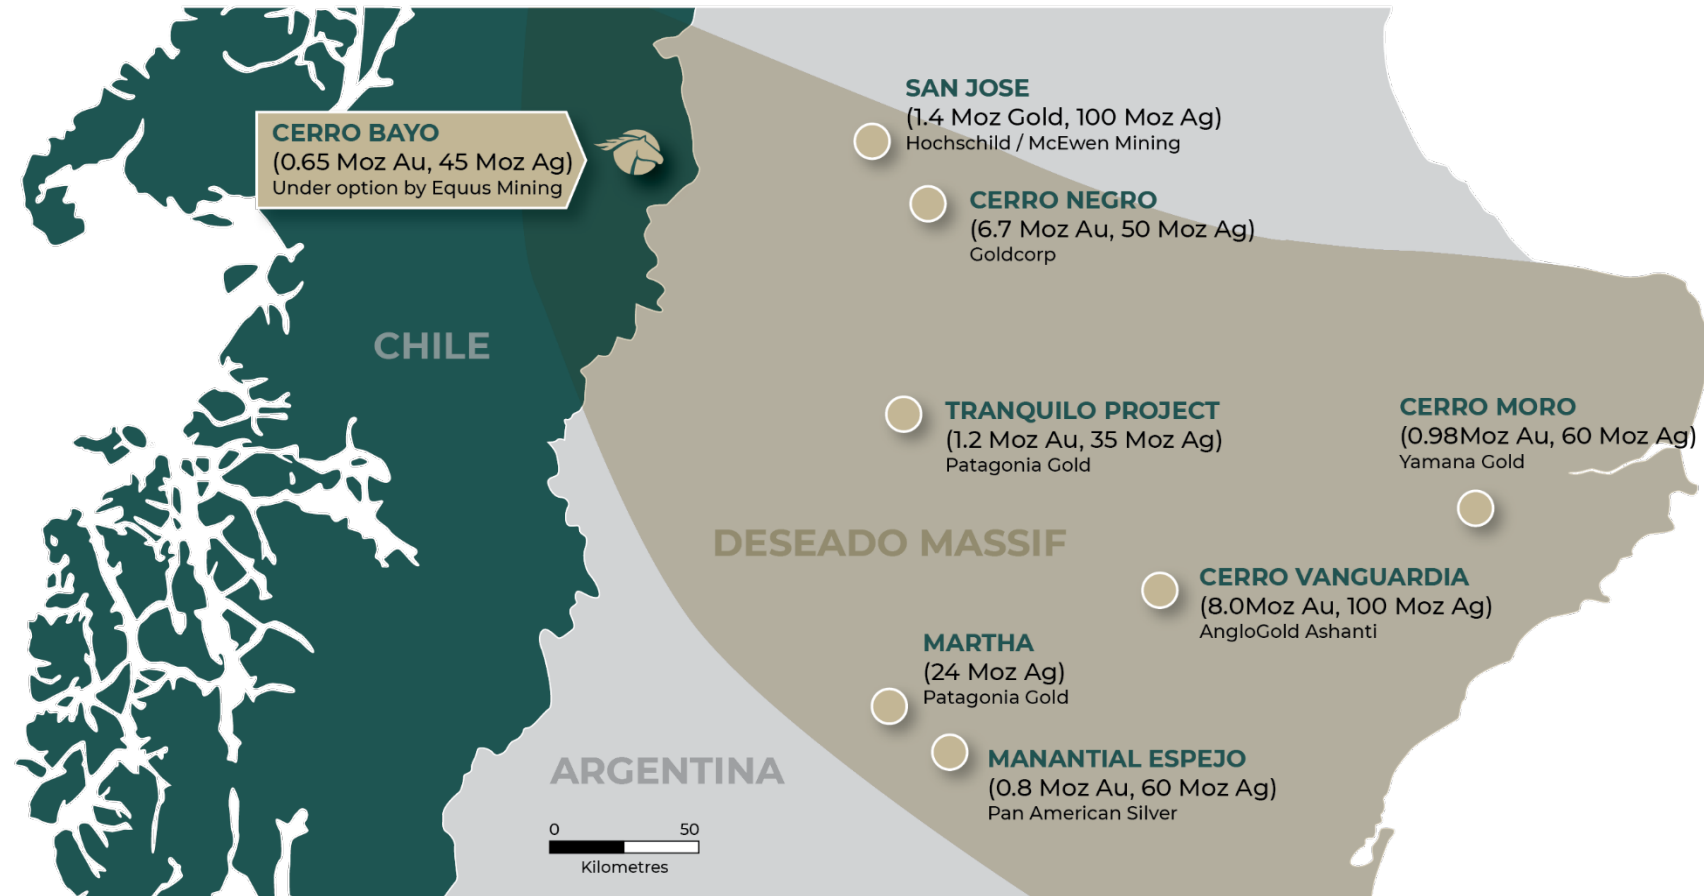 SAN JOSE
(1.4 Moz Gold, 100 Moz Ag)
Hochschild / McEwen Mining
CERRO BAYO
(0.65 Moz Au, 45 Moz Ag)
Under option by Equus Mining
CERRO NEGRO
(6.7 Moz Au, 50 Moz Ag)
Goldcorp
CHILE
TRANQUILO PROJECT
(1.2 Moz Au, 35 Moz Ag)
Patagonia Gold
CERRO MORO
(0.98Moz Au, 60 Moz Ag)
Yamana Gold
DESEADO MASSIF
CERRO VANGUARDIA
(8.0Moz Au, 100 Moz Ag)
AngloGold Ashanti
MARTHA
(24 Moz Ag)
Patagonia Gold
ARGENTINA
MANANTIAL ESPEJO
(0.8 Moz Au, 60 Moz Ag)
Pan American Silver
0 50
Kilometres